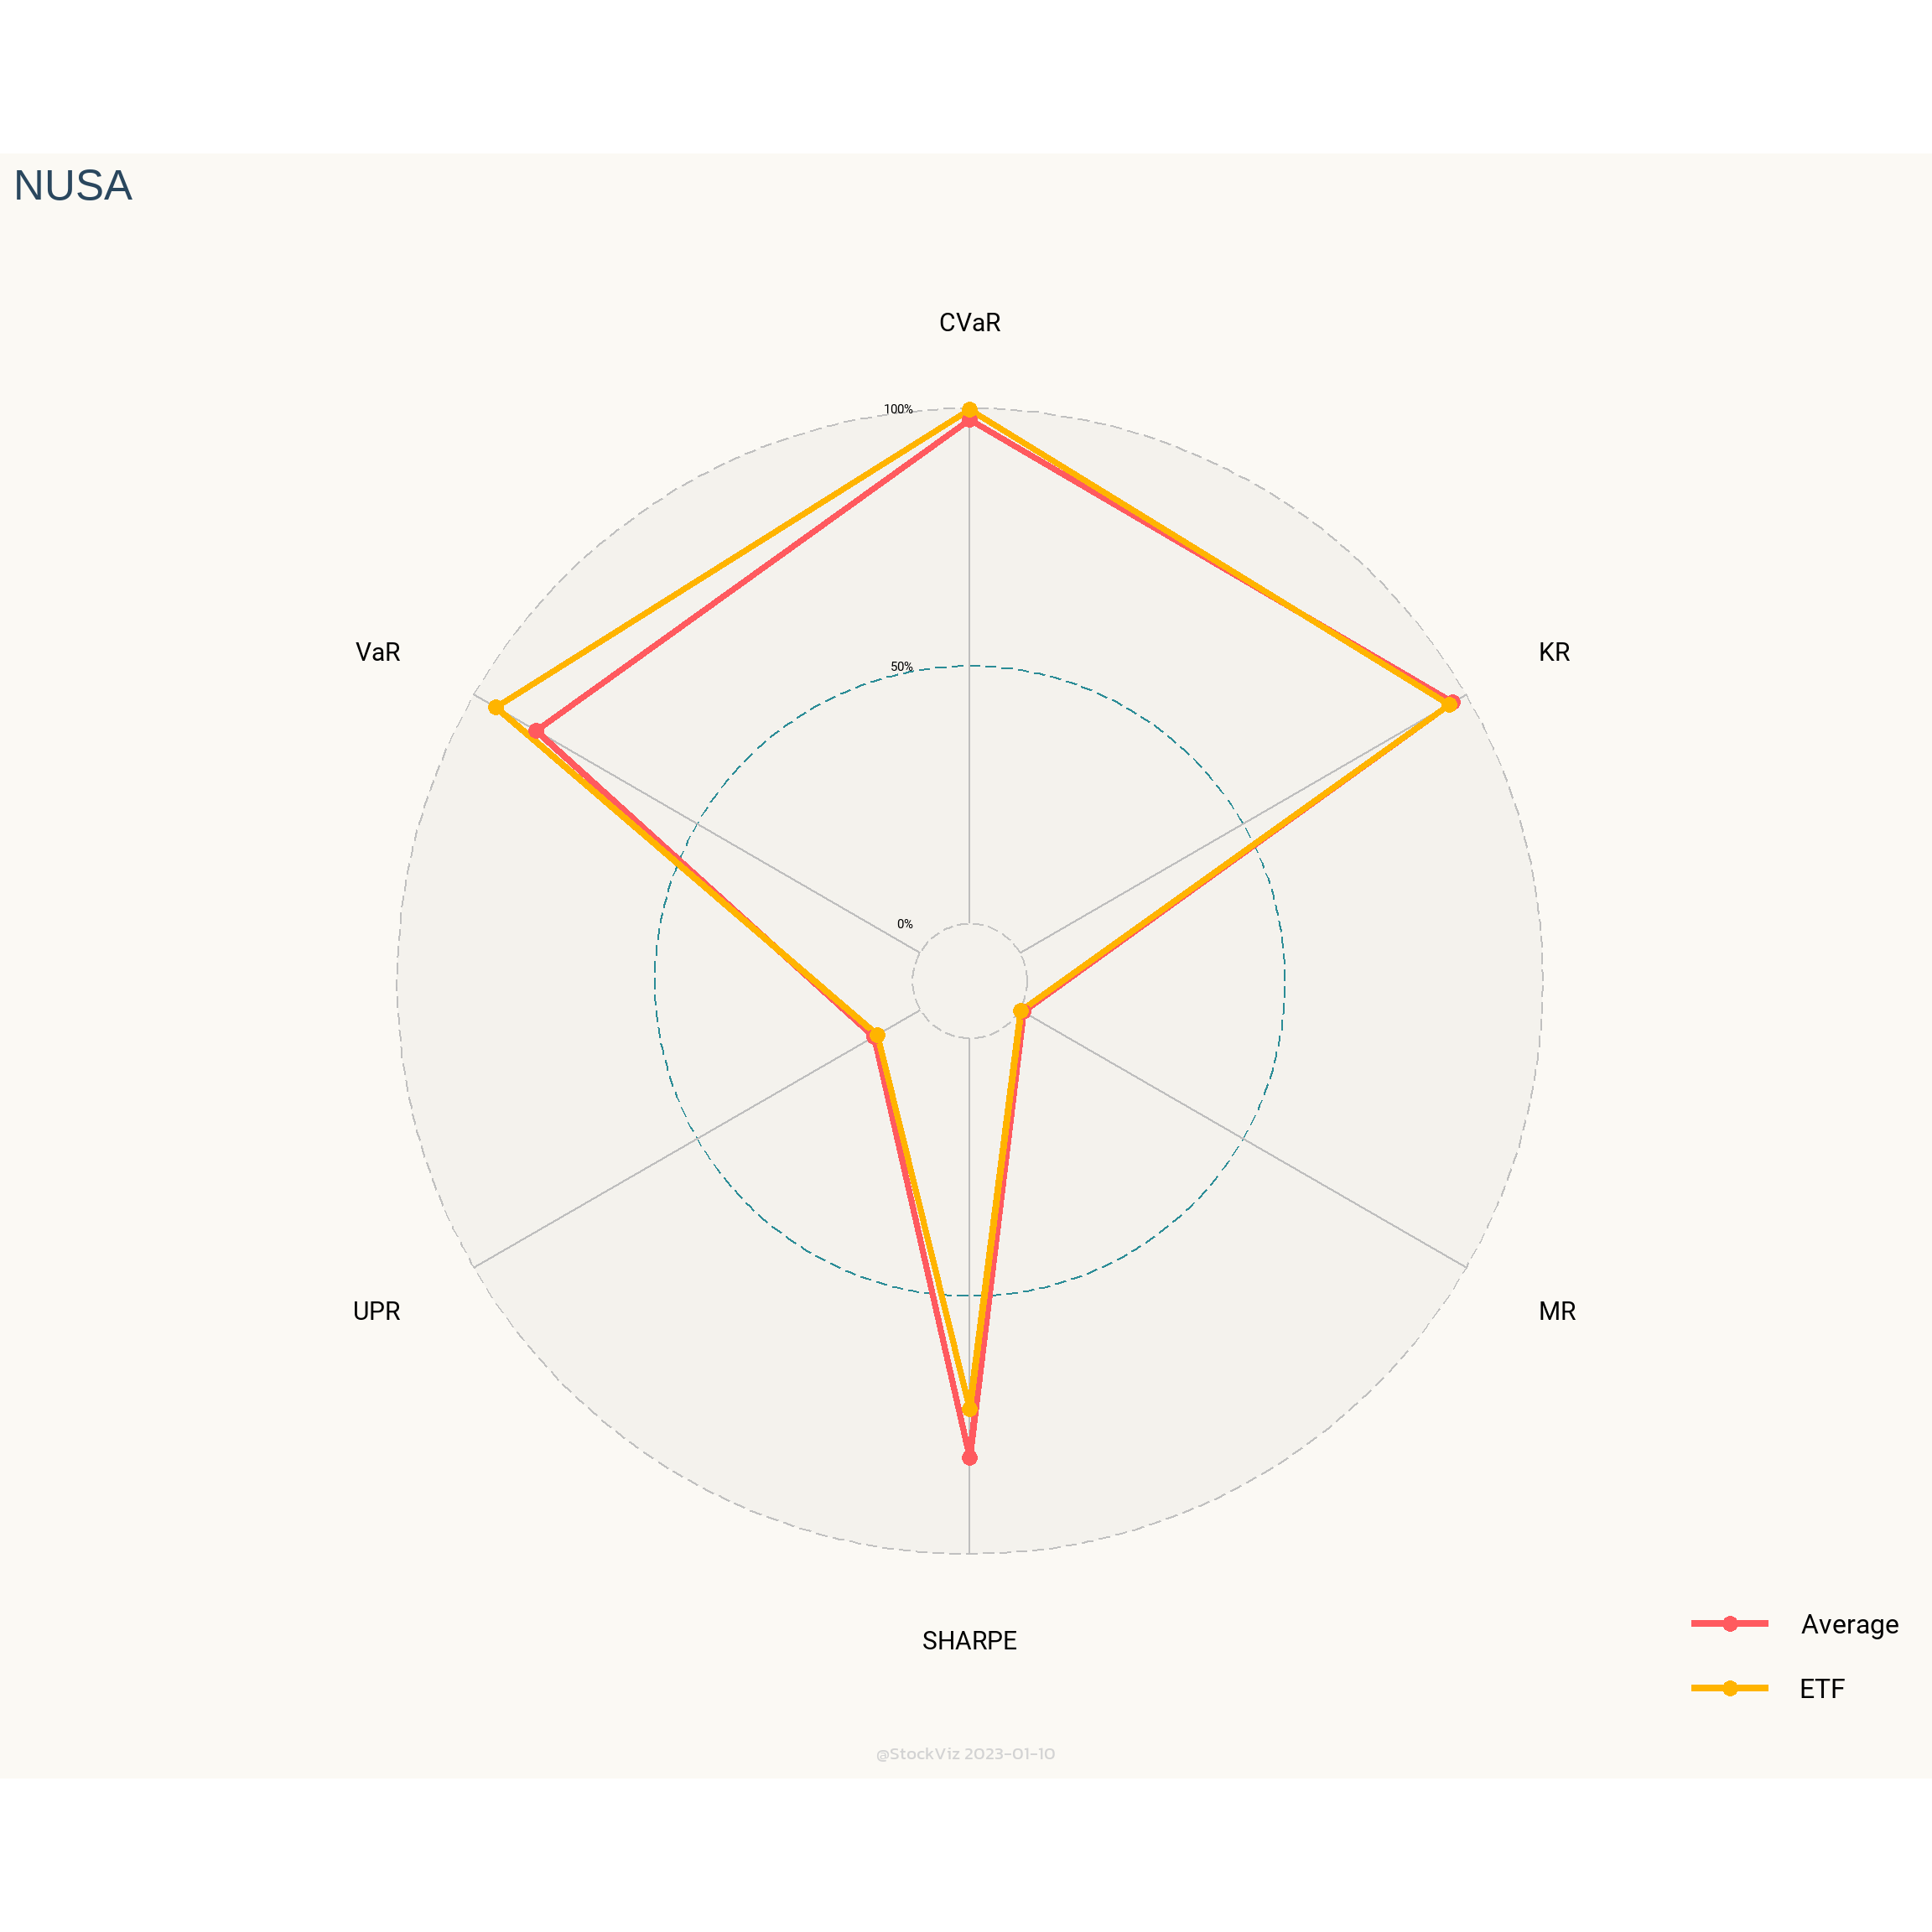 NUSA
CVaR
100%
VaR
KR
50%
0%
UPR
MR
SHARPE
Average
ETF
@StockViz 2023-01-10